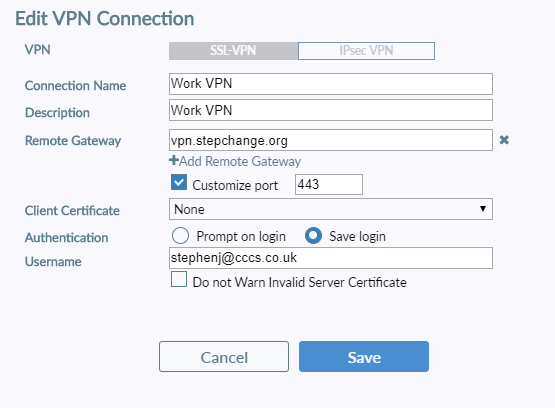 Edit VPN Connection
VPN SSL-VPN IPsec VPN
Connection Name Work VPN
Description Work VPN
Remote Gateway vpn.stepchange.org ✖
+Add Remote Gateway
Customize port 443
Client Certificate None
Authentication Prompt on login Save login
Username stephenj@cccs.co.uk
Do not Warn Invalid Server Certificate
Cancel Save